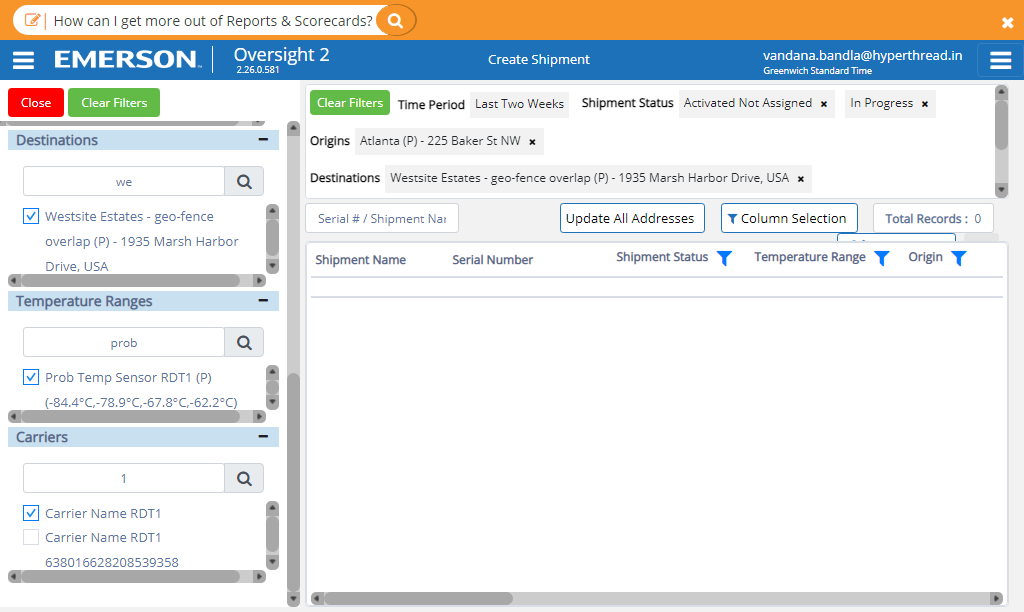 How can I get more out of Reports & Scorecards?
EMERSON
Oversight 2
2.26.0.581
Create Shipment
vandana.bandla@hyperthread.in
Greenwich Standard Time
Close
Clear Filters
Destinations
we
Westsite Estates - geo-fence
overlap (P) - 1935 Marsh Harbor
Drive, USA
Temperature Ranges
prob
Prob Temp Sensor RDT1 (P)
(-84.4°C,-78.9°C,-67.8°C,-62.2°C)
Carriers
1
Carrier Name RDT1
Carrier Name RDT1
638016628208539358
Clear Filters
Time Period
Last Two Weeks
Shipment Status
Activated Not Assigned ×
In Progress ×
Origins
Atlanta (P) - 225 Baker St NW ×
Destinations
Westsite Estates - geo-fence overlap (P) - 1935 Marsh Harbor Drive, USA ×
Serial # / Shipment Nar
Update All Addresses
Column Selection
Total Records : 0
Shipment Name
Serial Number
Shipment Status
Temperature Range
Origin